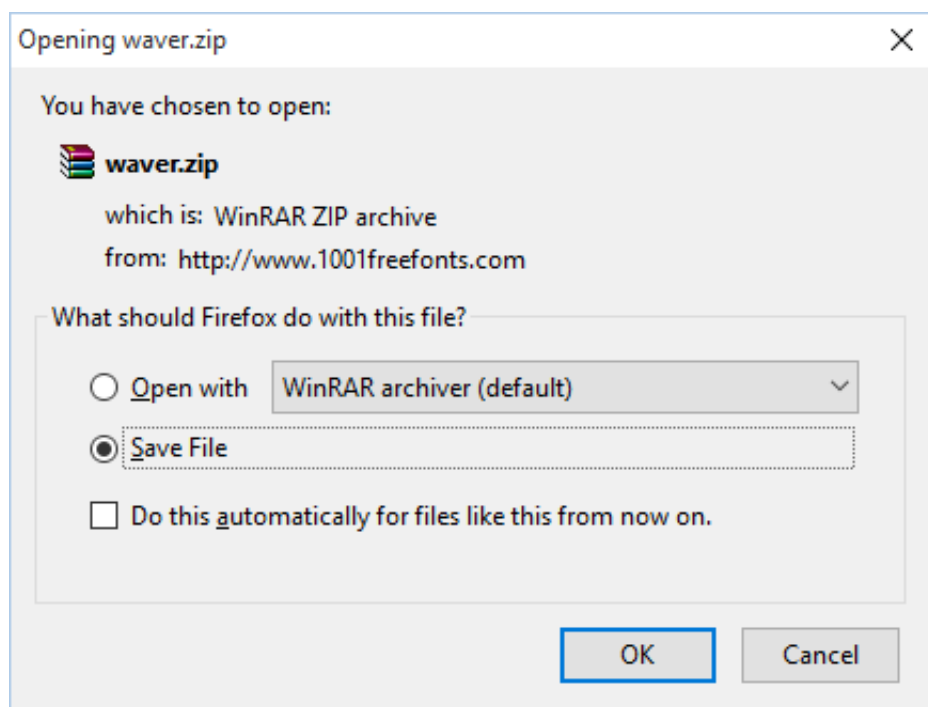 Opening waver.zip
You have chosen to open:
waver.zip
which is: WinRAR ZIP archive
from: http://www.1001freefonts.com
What should Firefox do with this file?
Open with WinRAR archiver (default)
Save File
Do this automatically for files like this from now on.
OK Cancel